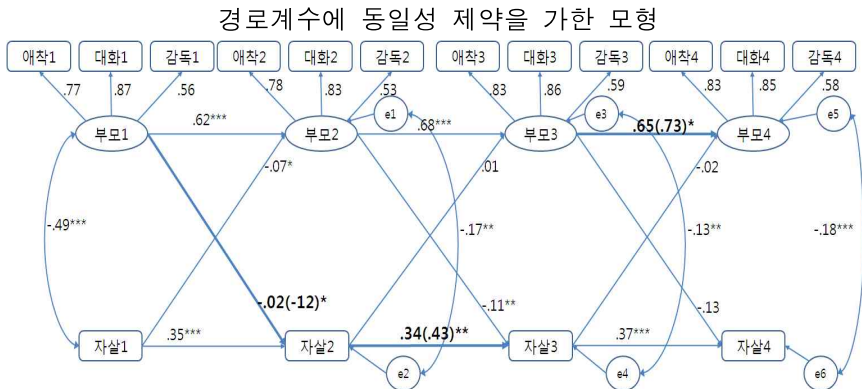 경로계수에 동일성 제약을 가한 모형
애착1 대화1 감독1 애착2 대화2 감독2 애착3 대화3 감독3 애착4 대화4 감독4
.77 .87 .56 .78 .83 .53 .83 .86 .59 .83 .85 .58
e1 e3 e5
부모1 .62*** 부모2 .68*** 부모3 .65(.73)* 부모4
-.07* .01 -.02
-.49*** -.17** -.13** -.18***
-.02(-12)* -.11** -.13
.35*** .34(.43)** .37***
자살1 자살2 자살3 자살4
e2 e4 e6